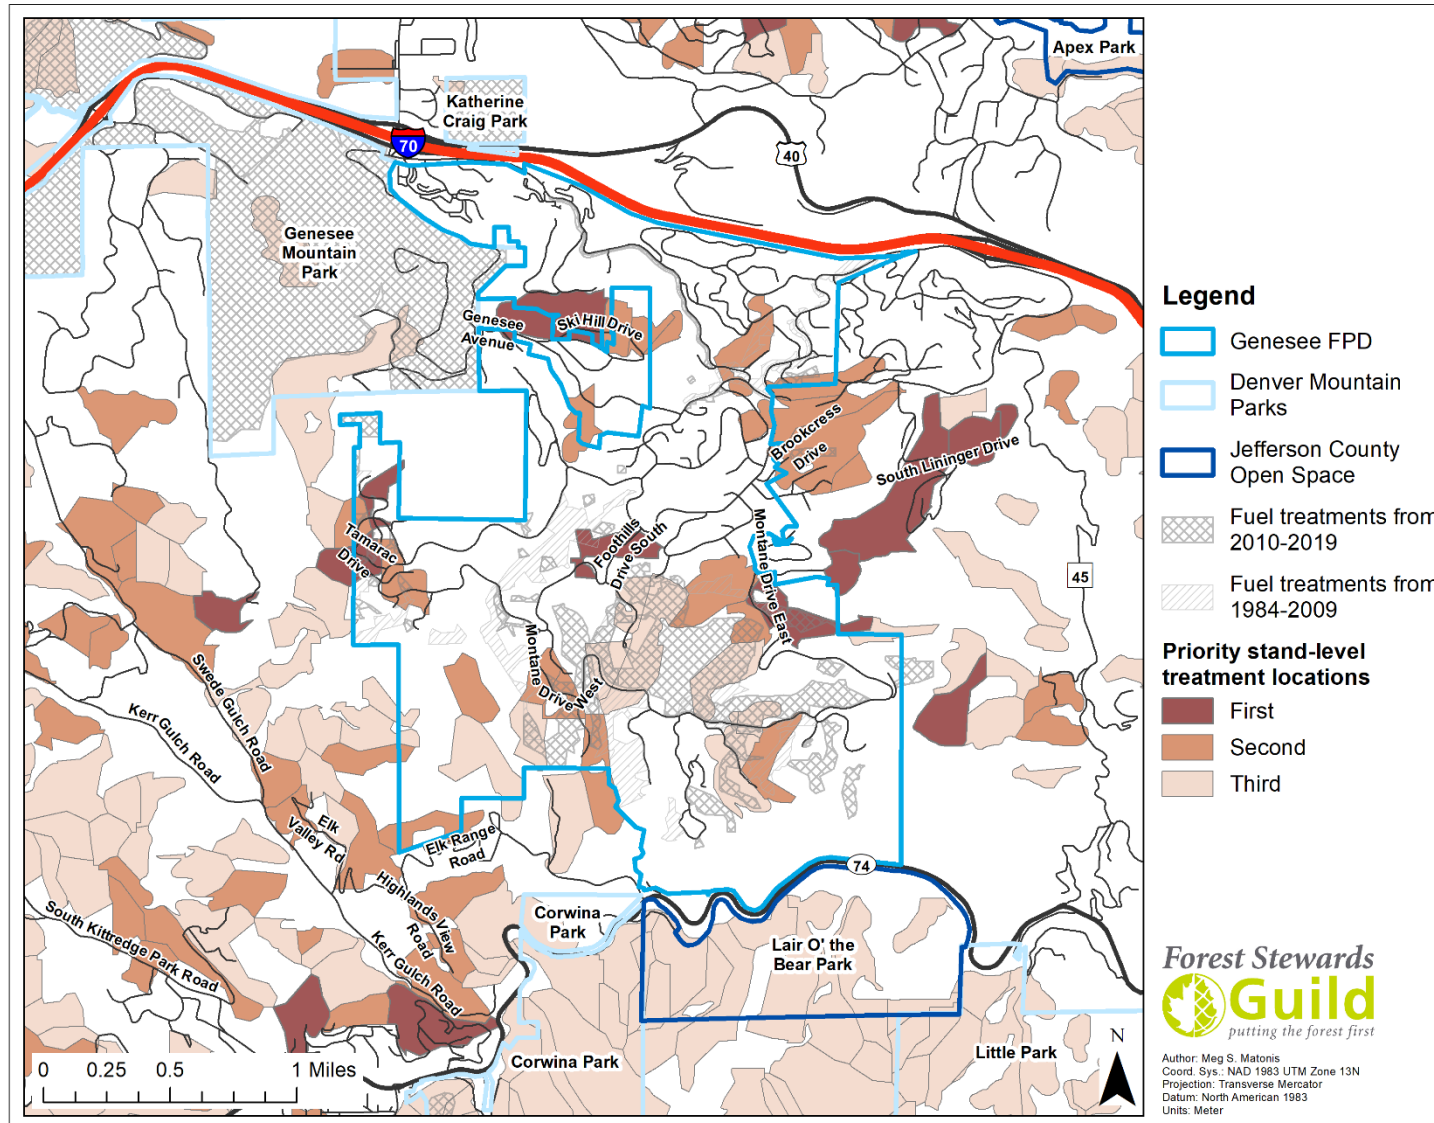 Apex Park
Katherine
Craig Park
70
40
Genesee
Mountain
Park
Genesee
Avenue
Ski Hill Drive
Brookcress
Drive
South Lininger Drive
Foothills
Drive South
Tamarac
Drive
Montane Drive East
45
Montane
Drive West
Swede Gulch Road
Kerr Gulch Road
Elk
Valley Rd
Elk Range
Road
74
Highlands View
Road
Corwina
Park
Lair O' the
Bear Park
South Kittredge Park Road
Kerr Gulch Road
Corwina Park
Little Park
0 0.25 0.5 1 Miles
N
Legend
Genesee FPD
Denver Mountain
Parks
Jefferson County
Open Space
Fuel treatments from
2010-2019
Fuel treatments from
1984-2009
Priority stand-level
treatment locations
First
Second
Third
Forest Stewards
Guild
putting the forest first
Author: Meg S. Matonis
Coord. Sys.: NAD 1983 UTM Zone 13N
Projection: Transverse Mercator
Datum: North American 1983
Units: Meter